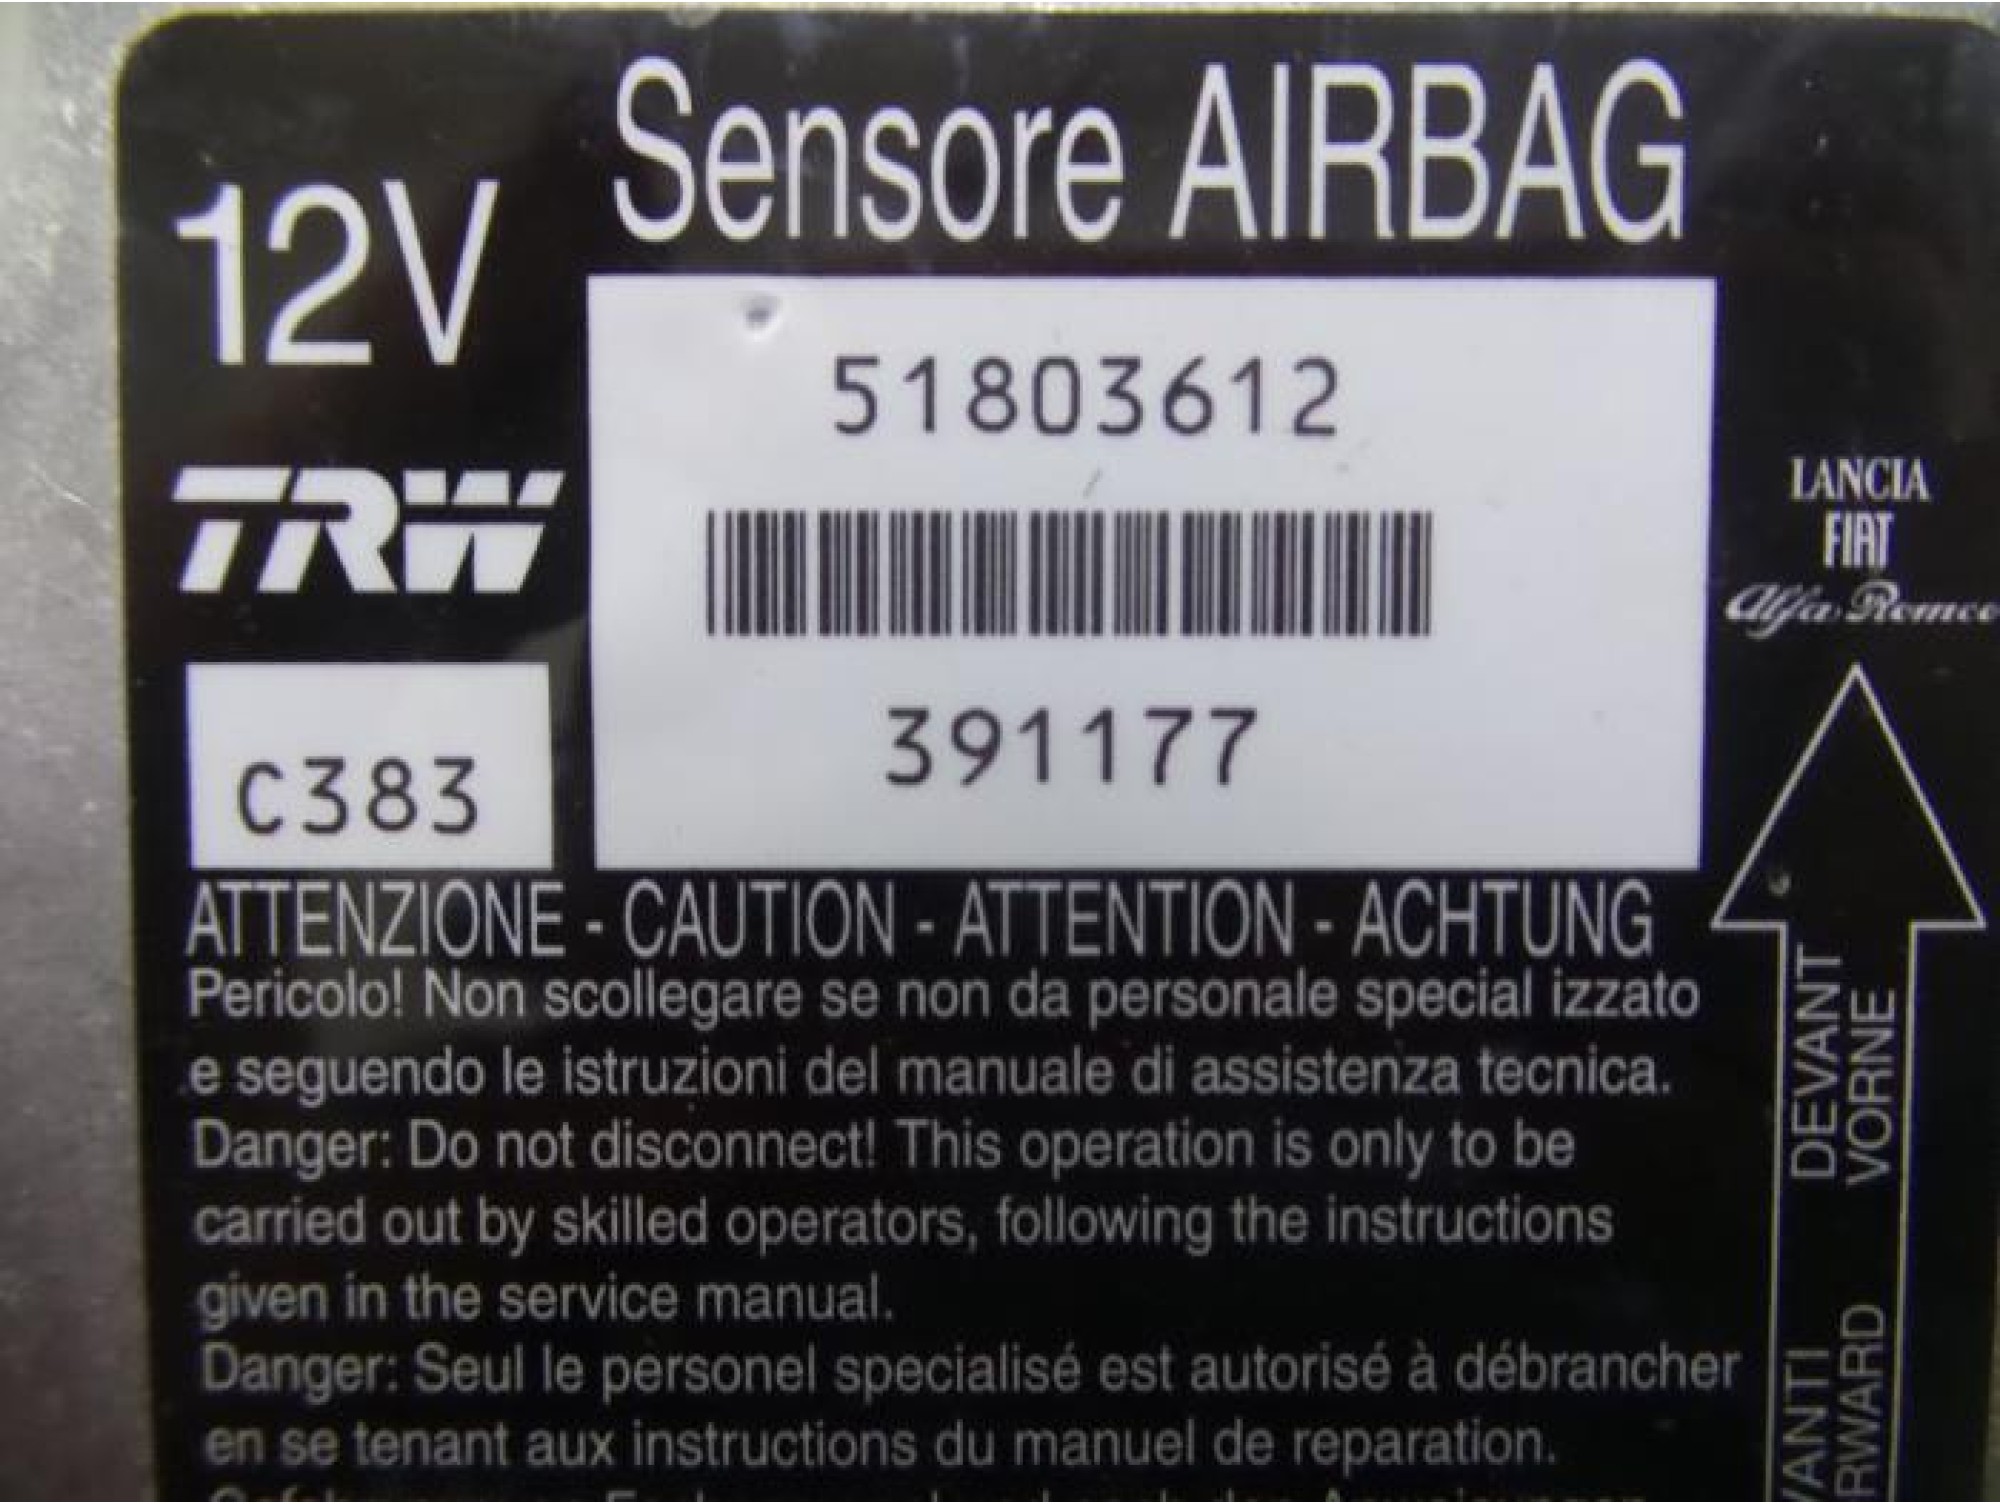 Sensore AIRBAG
12V
51803612
TRW
LANCIA
FIAT
Alfa Romeo
391177
C383
ATTENZIONE - CAUTION - ATTENTION - ACHTUNG
Pericolo! Non scollegare se non da personale special izzato
e seguendo le istruzioni del manuale di assistenza tecnica.
Danger: Do not disconnect! This operation is only to be
carried out by skilled operators, following the instructions
given in the service manual.
Danger: Seul le personel specialisé est autorisé à débrancher
en se tenant aux instructions du manuel de reparation.
DEVANT
VORNE
VANTI
RWARD